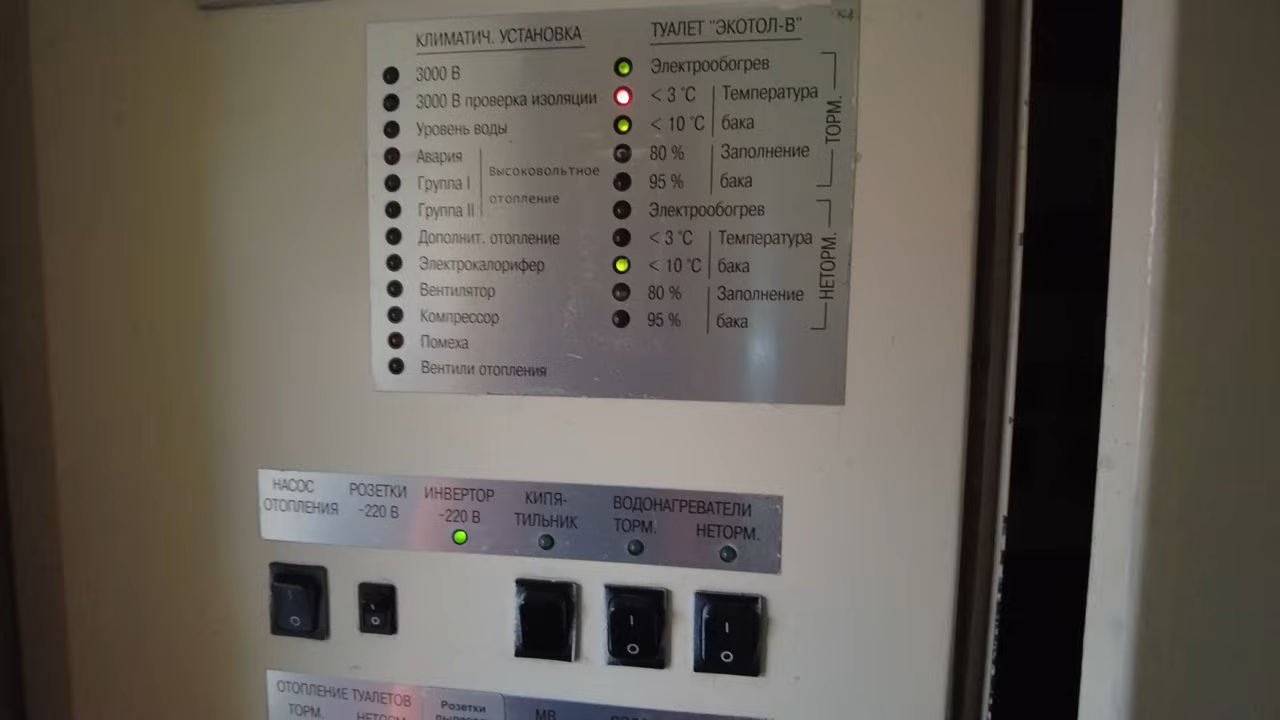 КЛИМАТИЧ. УСТАНОВКА
3000 В
3000 В проверка изоляции
Уровень воды
Авария
Группа I
Группа II
Высоковольтное
отопление
Дополнит. отопление
Электрокалорифер
Вентилятор
Компрессор
Помеха
Вентили отопления
ТУАЛЕТ "ЭКОТОЛ-В"
Электрообогрев
< 3 °C
< 10 °C
Температура
бака
80 %
95 %
Заполнение
бака
ТОРМ.
Электрообогрев
< 3 °C
< 10 °C
Температура
бака
80 %
95 %
Заполнение
бака
НЕТОРМ.
НАСОС
ОТОПЛЕНИЯ
РОЗЕТКИ
~220 В
ИНВЕРТОР
~220 В
КИПЯ-
ТИЛЬНИК
ВОДОНАГРЕВАТЕЛИ
ТОРМ.
НЕТОРМ.
ОТОПЛЕНИЕ ТУАЛЕТОВ
ТОРМ.
НЕТОРМ.
Розетки
МВ